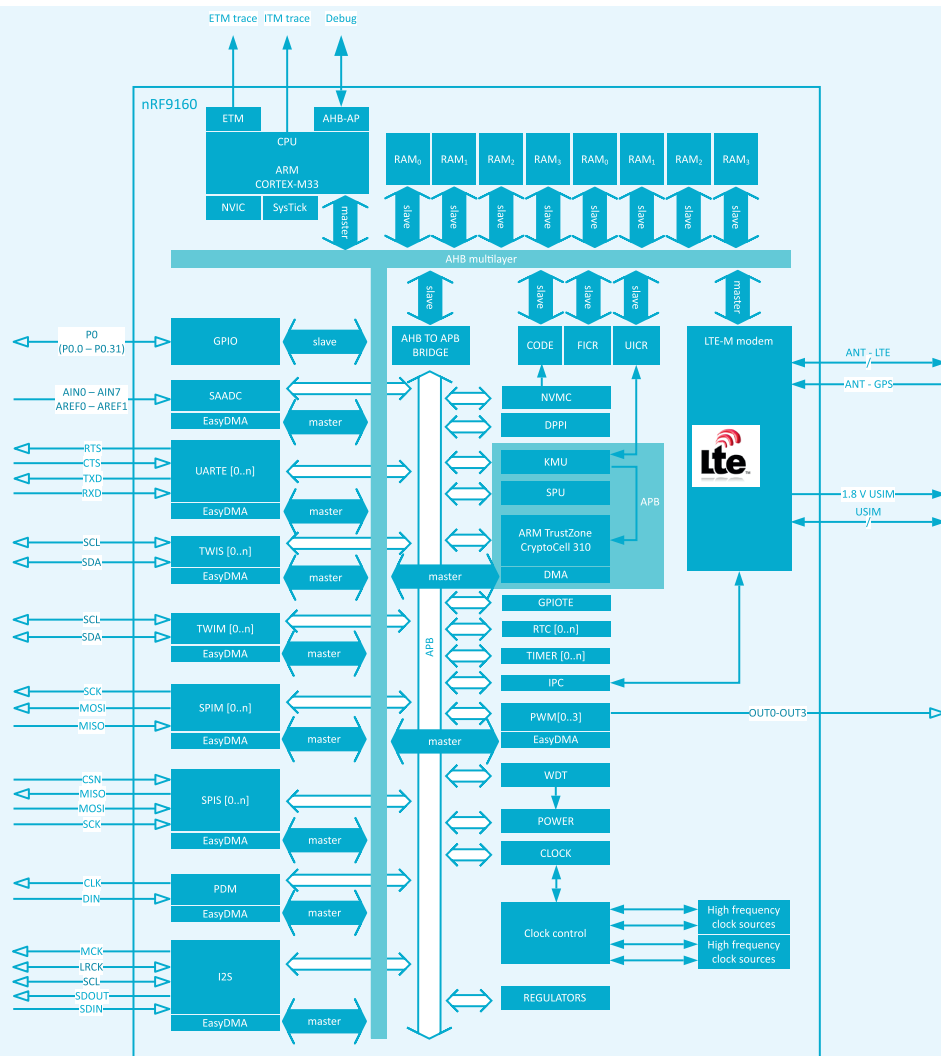 ETM trace
ITM trace
Debug
nRF9160
ETM
AHB-AP
CPU
ARM
CORTEX-M33
NVIC
SysTick
master
RAM0
RAM1
RAM2
RAM3
RAM0
RAM1
RAM2
RAM3
slave
slave
slave
slave
slave
slave
slave
slave
AHB multilayer
slave
slave
slave
slave
master
P0
(P0.0 – P0.31)
GPIO
slave
AHB TO APB
BRIDGE
CODE
FICR
UICR
LTE-M modem
ANT - LTE
ANT - GPS
AIN0 – AIN7
AREF0 – AREF1
SAADC
EasyDMA
master
NVMC
DPPI
RTS
CTS
TXD
RXD
UARTE [0..n]
EasyDMA
master
KMU
SPU
APB
Lte
TM
1.8 V USIM
USIM
SCL
SDA
TWIS [0..n]
EasyDMA
master
master
ARM TrustZone
CryptoCell 310
DMA
SCL
SDA
TWIM [0..n]
EasyDMA
master
APB
GPIOTE
RTC [0..n]
TIMER [0..n]
IPC
SCK
MOSI
MISO
SPIM [0..n]
EasyDMA
master
master
PWM[0..3]
EasyDMA
OUT0-OUT3
CSN
MISO
MOSI
SCK
SPIS [0..n]
EasyDMA
master
WDT
POWER
CLOCK
CLK
DIN
PDM
EasyDMA
master
Clock control
High frequency
clock sources
High frequency
clock sources
MCK
LRCK
SCL
SDOUT
SDIN
I2S
EasyDMA
master
REGULATORS